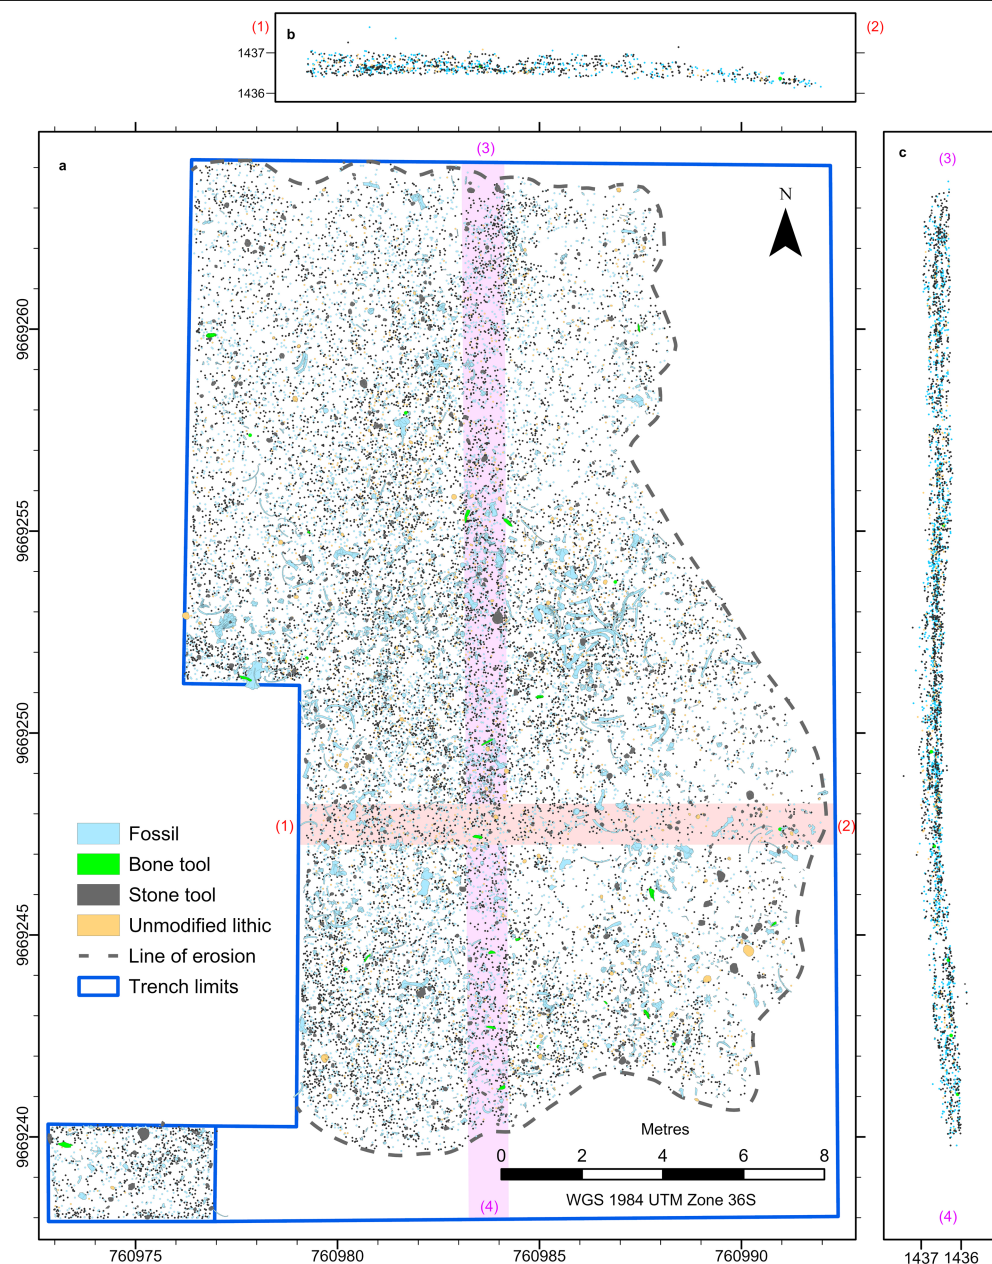 (1)
b
(2)
1437
1436
a
(3)
c
(3)
N
9669260
9669255
9669250
9669245
9669240
Fossil
Bone tool
Stone tool
Unmodified lithic
Line of erosion
Trench limits
(1)
(2)
Metres
0 2 4 6 8
WGS 1984 UTM Zone 36S
(4)
(4)
760975 760980 760985 760990
1437 1436